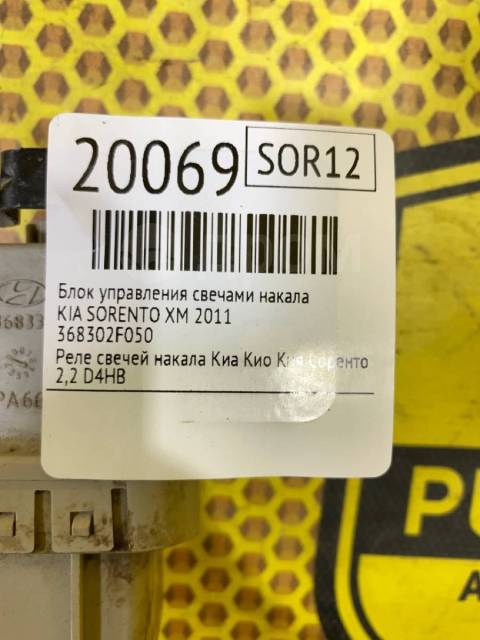 20069
SOR12
Блок управления свечами накала
KIA SORENTO XM 2011
368302F050
Реле свечей накала Киа Кио Киа Соренто
2,2 D4HB
PA66
PU
A